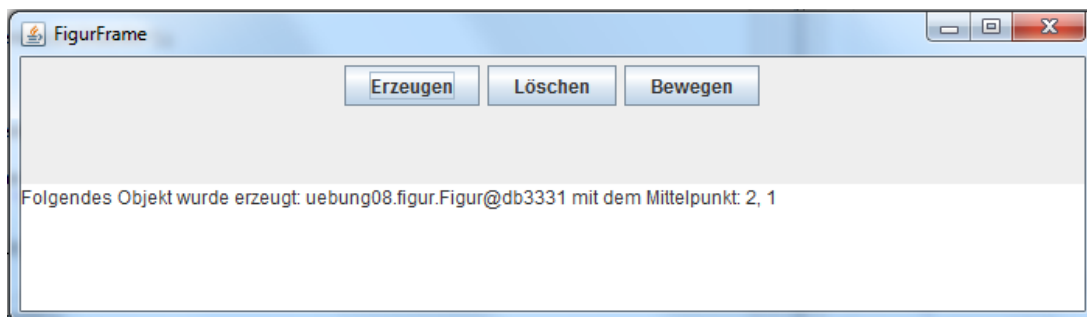 FigurFrame
Erzeugen Löschen Bewegen
Folgendes Objekt wurde erzeugt: uebung08.figur.Figur@db3331 mit dem Mittelpunkt: 2, 1